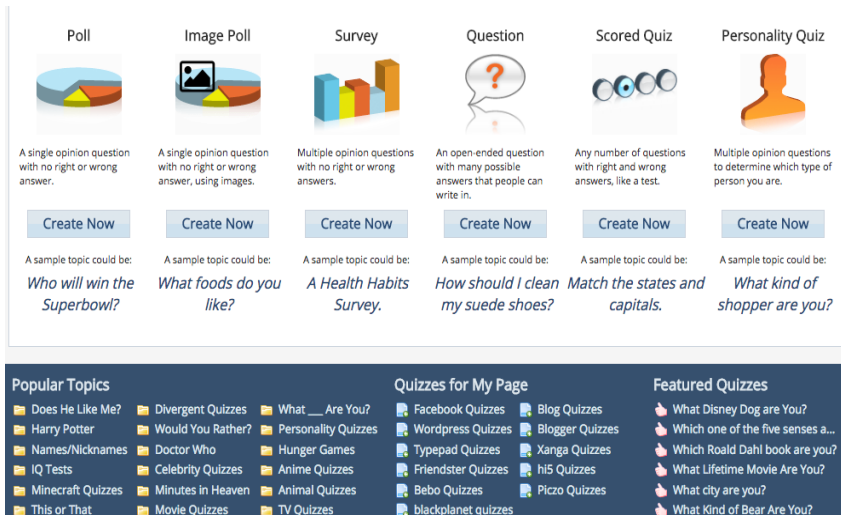 Poll
A single opinion question
with no right or wrong
answer.
Create Now
A sample topic could be:
Who will win the
Superbowl?
Image Poll
A single opinion question
with no right or wrong
answer, using images.
Create Now
A sample topic could be:
What foods do you
like?
Survey
Multiple opinion questions
with no right or wrong
answers.
Create Now
A sample topic could be:
A Health Habits
Survey.
Question
An open-ended question
with many possible
answers that people can
write in.
Create Now
A sample topic could be:
How should I clean
my suede shoes?
Scored Quiz
Any number of questions
with right and wrong
answers, like a test.
Create Now
A sample topic could be:
Match the states and
capitals.
Personality Quiz
Multiple opinion questions
to determine which type of
person you are.
Create Now
A sample topic could be:
What kind of
shopper are you?
Popular Topics
Does He Like Me?
Harry Potter
Names/Nicknames
IQ Tests
Minecraft Quizzes
This or That
Divergent Quizzes
Would You Rather?
Doctor Who
Celebrity Quizzes
Minutes in Heaven
Movie Quizzes
What ___ Are You?
Personality Quizzes
Hunger Games
Anime Quizzes
Animal Quizzes
TV Quizzes
Quizzes for My Page
Facebook Quizzes
Wordpress Quizzes
Typepad Quizzes
Friendster Quizzes
Bebo Quizzes
blackplanet quizzes
Blog Quizzes
Blogger Quizzes
Xanga Quizzes
hi5 Quizzes
Piczo Quizzes
Featured Quizzes
What Disney Dog are You?
Which one of the five senses a...
Which Roald Dahl book are you?
What Lifetime Movie Are You?
What city are you?
What Kind of Bear Are You?